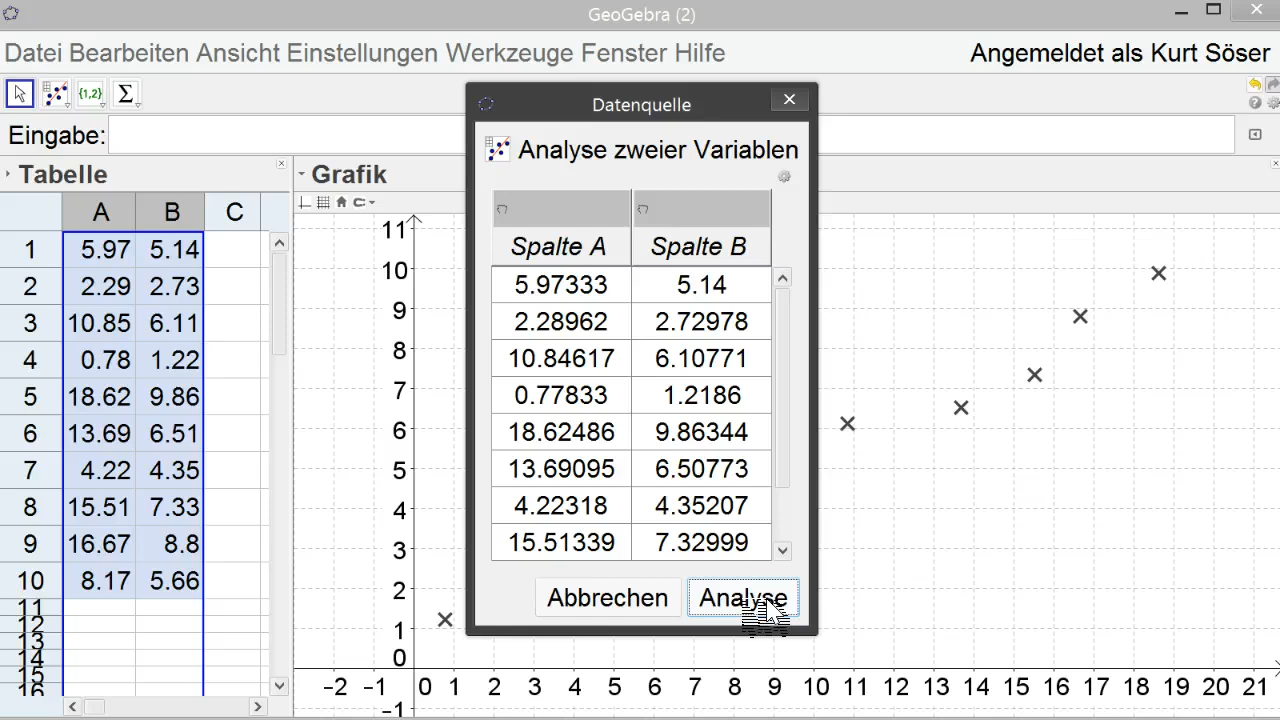 GeoGebra (2)
Datei Bearbeiten Ansicht Einstellungen Werkzeuge Fenster Hilfe
Angemeldet als Kurt Söser
{1,2} Σ
Eingabe:
Tabelle
A B C
1 5.97 5.14
2 2.29 2.73
3 10.85 6.11
4 0.78 1.22
5 18.62 9.86
6 13.69 6.51
7 4.22 4.35
8 15.51 7.33
9 16.67 8.8
10 8.17 5.66
11
12
13
14
15
16
Datenquelle
Analyse zweier Variablen
Spalte A Spalte B
5.97333 5.14
2.28962 2.72978
10.84617 6.10771
0.77833 1.2186
18.62486 9.86344
13.69095 6.50773
4.22318 4.35207
15.51339 7.32999
Abbrechen Analyse
Grafik
11
10
9
8
7
6
5
4
3
2
1
0
-1
-2 -1 0 1 2 3 4 5 6 7 8 9 10 11 12 13 14 15 16 17 18 19 20 21